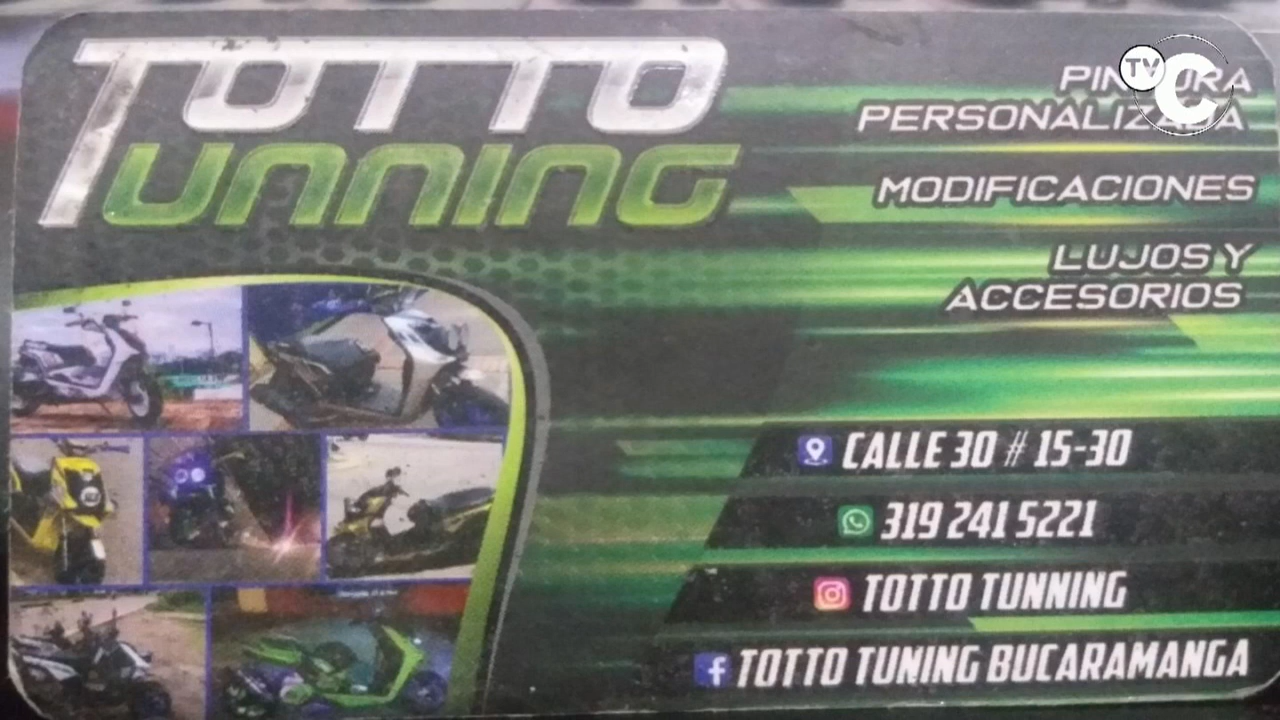 TOTTO
TUNNING
TV C
PINTURA
PERSONALIZADA
MODIFICACIONES
LUJOS Y
ACCESORIOS
CALLE 30 # 15-30
319 241 5221
TOTTO TUNNING
TOTTO TUNING BUCARAMANGA